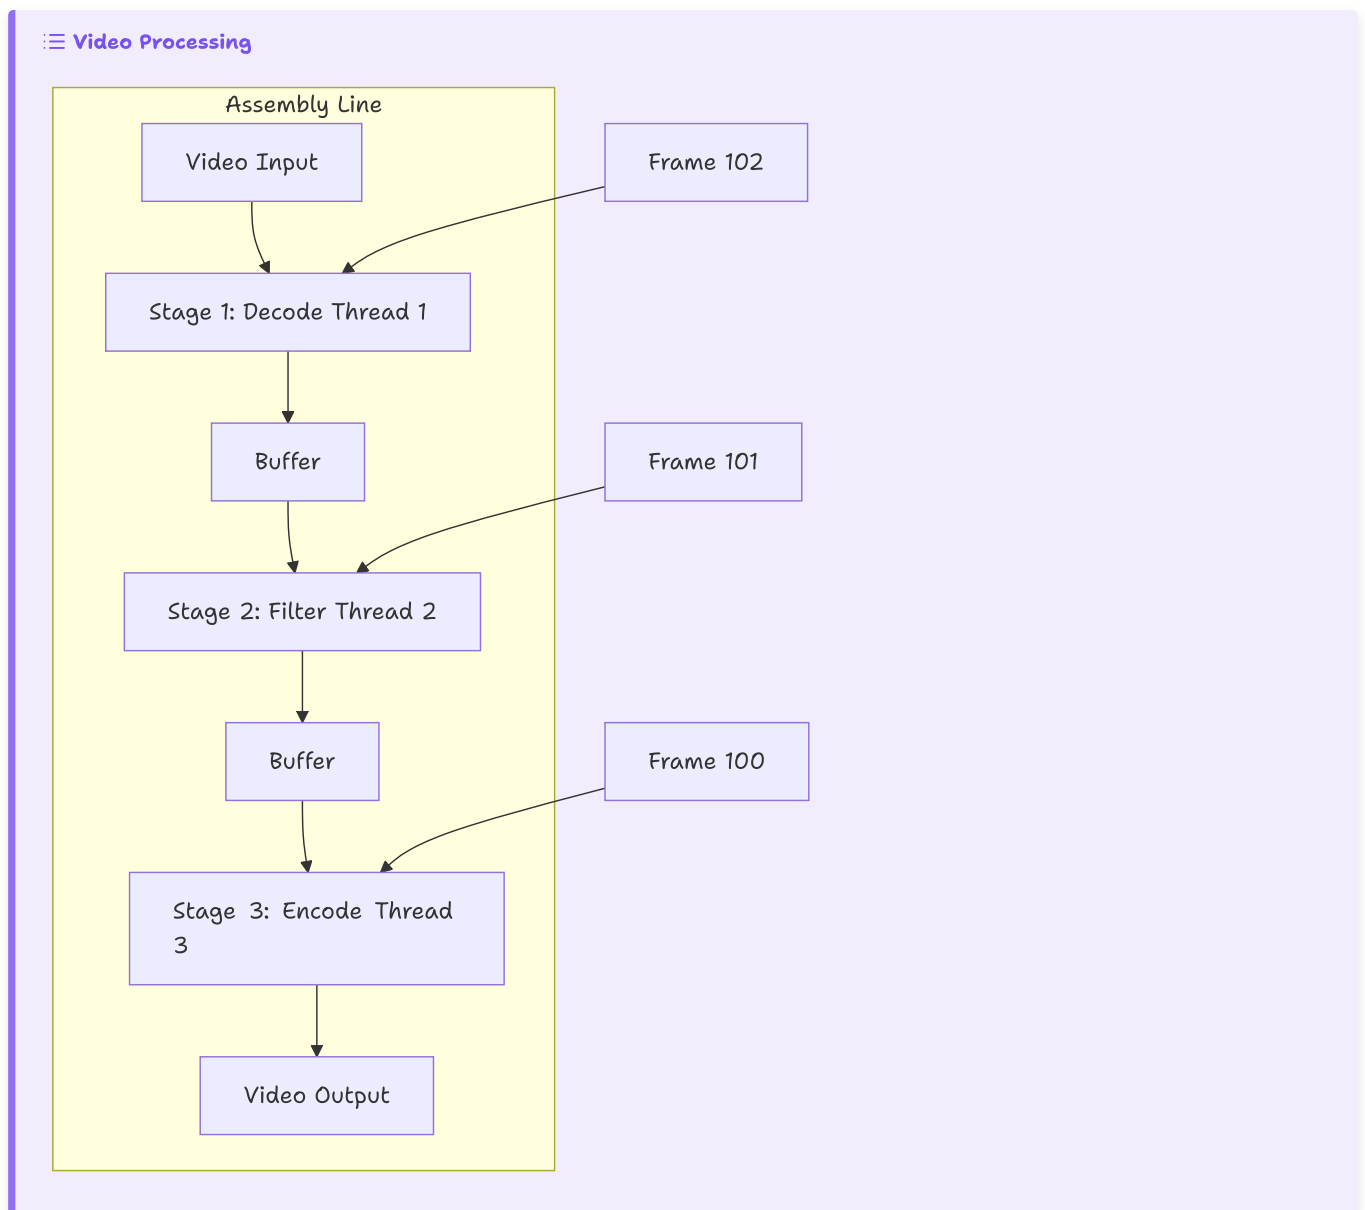 Video Processing
Assembly Line
Video Input
Frame 102
Stage 1: Decode Thread 1
Buffer
Frame 101
Stage 2: Filter Thread 2
Buffer
Frame 100
Stage 3: Encode Thread
3
Video Output